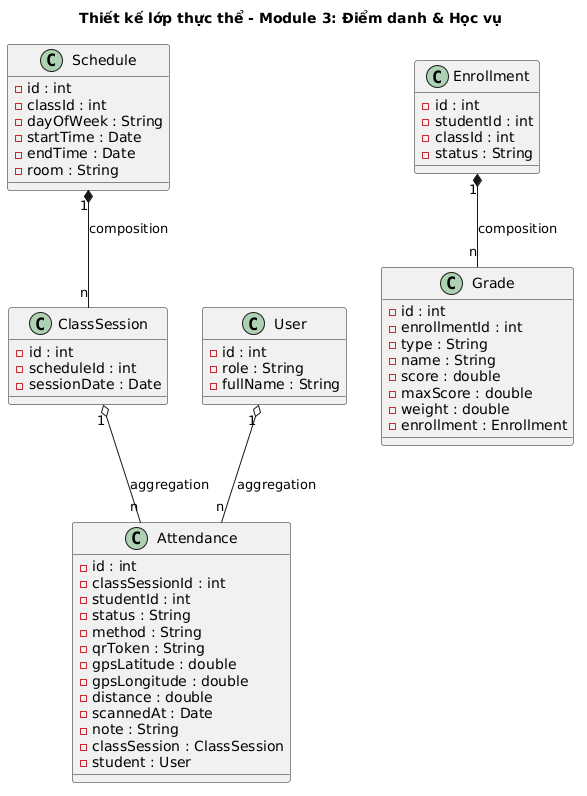 Thiết kế lớp thực thể - Module 3: Điểm danh & Học vụ
C Schedule
id : int
classId : int
dayOfWeek : String
startTime : Date
endTime : Date
room : String
C Enrollment
id : int
studentId : int
classId : int
status : String
1
composition
n
1
composition
n
C ClassSession
id : int
scheduleId : int
sessionDate : Date
C User
id : int
role : String
fullName : String
C Grade
id : int
enrollmentId : int
type : String
name : String
score : double
maxScore : double
weight : double
enrollment : Enrollment
1
aggregation
n
1
aggregation
n
C Attendance
id : int
classSessionId : int
studentId : int
status : String
method : String
qrToken : String
gpsLatitude : double
gpsLongitude : double
distance : double
scannedAt : Date
note : String
classSession : ClassSession
student : User